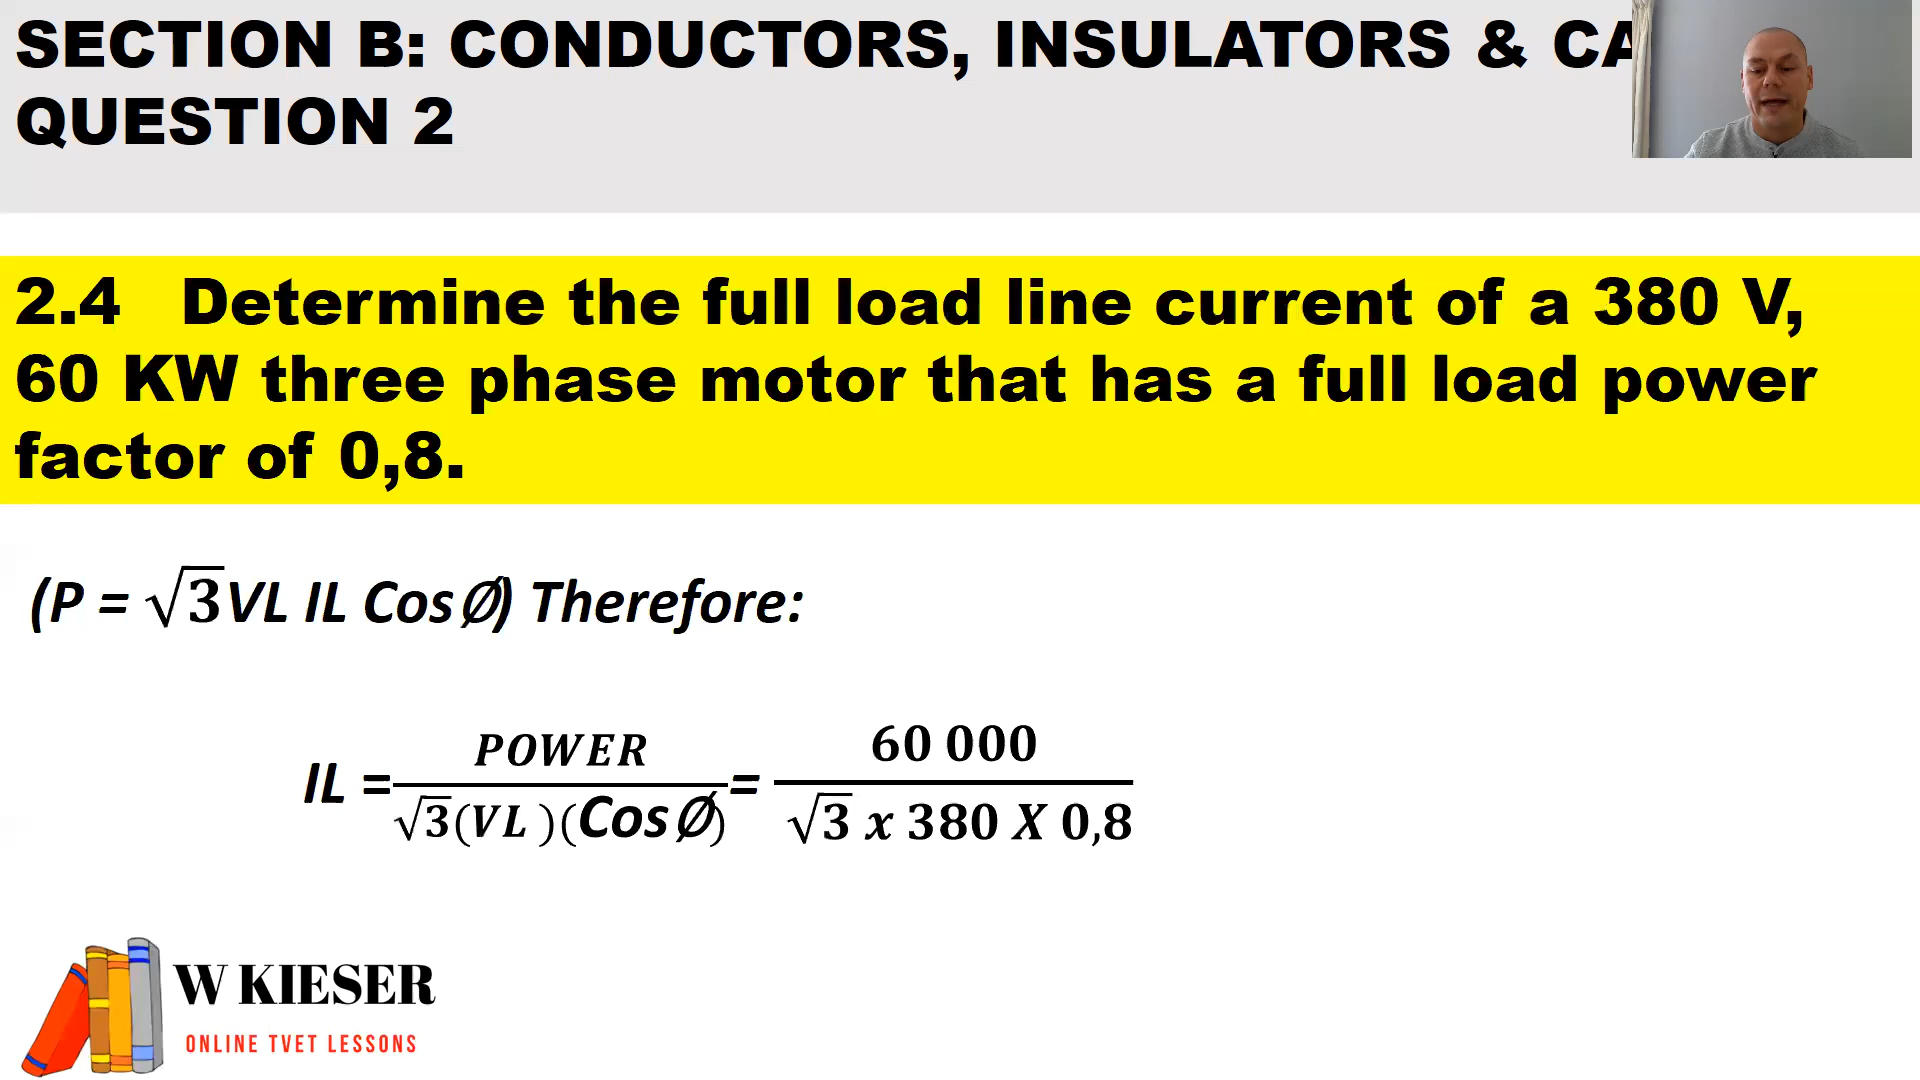 SECTION B: CONDUCTORS, INSULATORS & CA
QUESTION 2
2.4 Determine the full load line current of a 380 V,
60 KW three phase motor that has a full load power
factor of 0,8.
(P = √3VL IL Cos∅) Therefore:
IL = POWER / √3(VL )(Cos∅) = 60 000 / √3 x 380 X 0,8
W KIESER
ONLINE TVET LESSONS